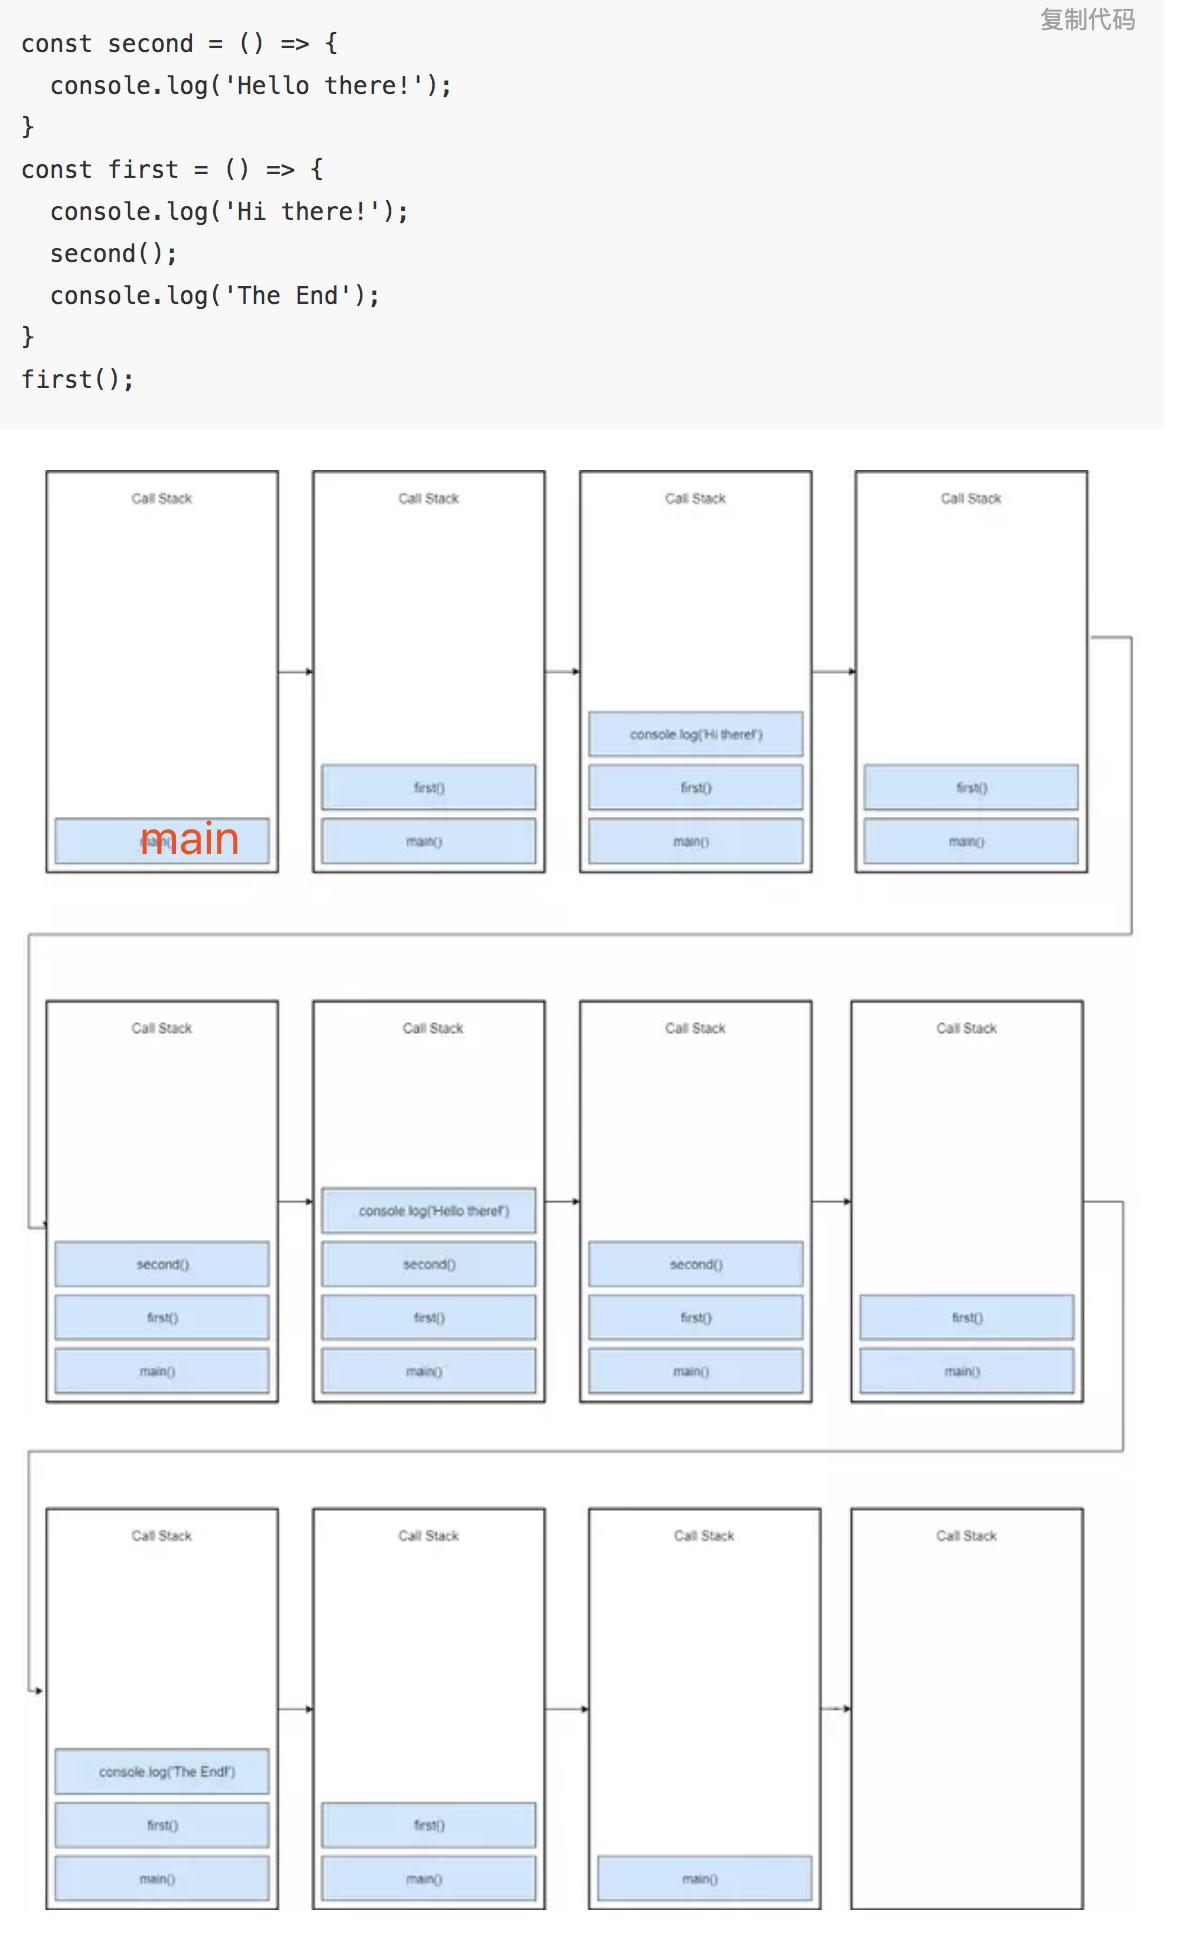 复制代码
const second = () => {
  console.log('Hello there!');
}
const first = () => {
  console.log('Hi there!');
  second();
  console.log('The End');
}
first();
Call Stack
Call Stack
Call Stack
Call Stack
console.log('Hi there!')
first()
first()
first()
main
main()
main()
main()
main()
Call Stack
Call Stack
Call Stack
Call Stack
console.log('Hello there!')
second()
second()
second()
first()
first()
first()
first()
main()
main()
main()
main()
Call Stack
Call Stack
Call Stack
Call Stack
console.log('The End!')
first()
first()
main()
main()
main()